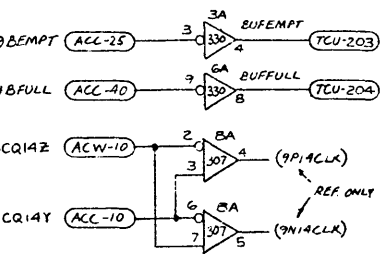 3A
BEMPT ACC-25 3 330 4 BUFEMPT TCU-203
6A
BFULL ACC-40 9 330 8 BUFFULL TCU-204
8A
CQ14Z ACW-10 2 3 307 4 (9P14CLK)
REF. ONLY
8A
CQ14Y ACC-10 6 7 307 5 (9N14CLK)